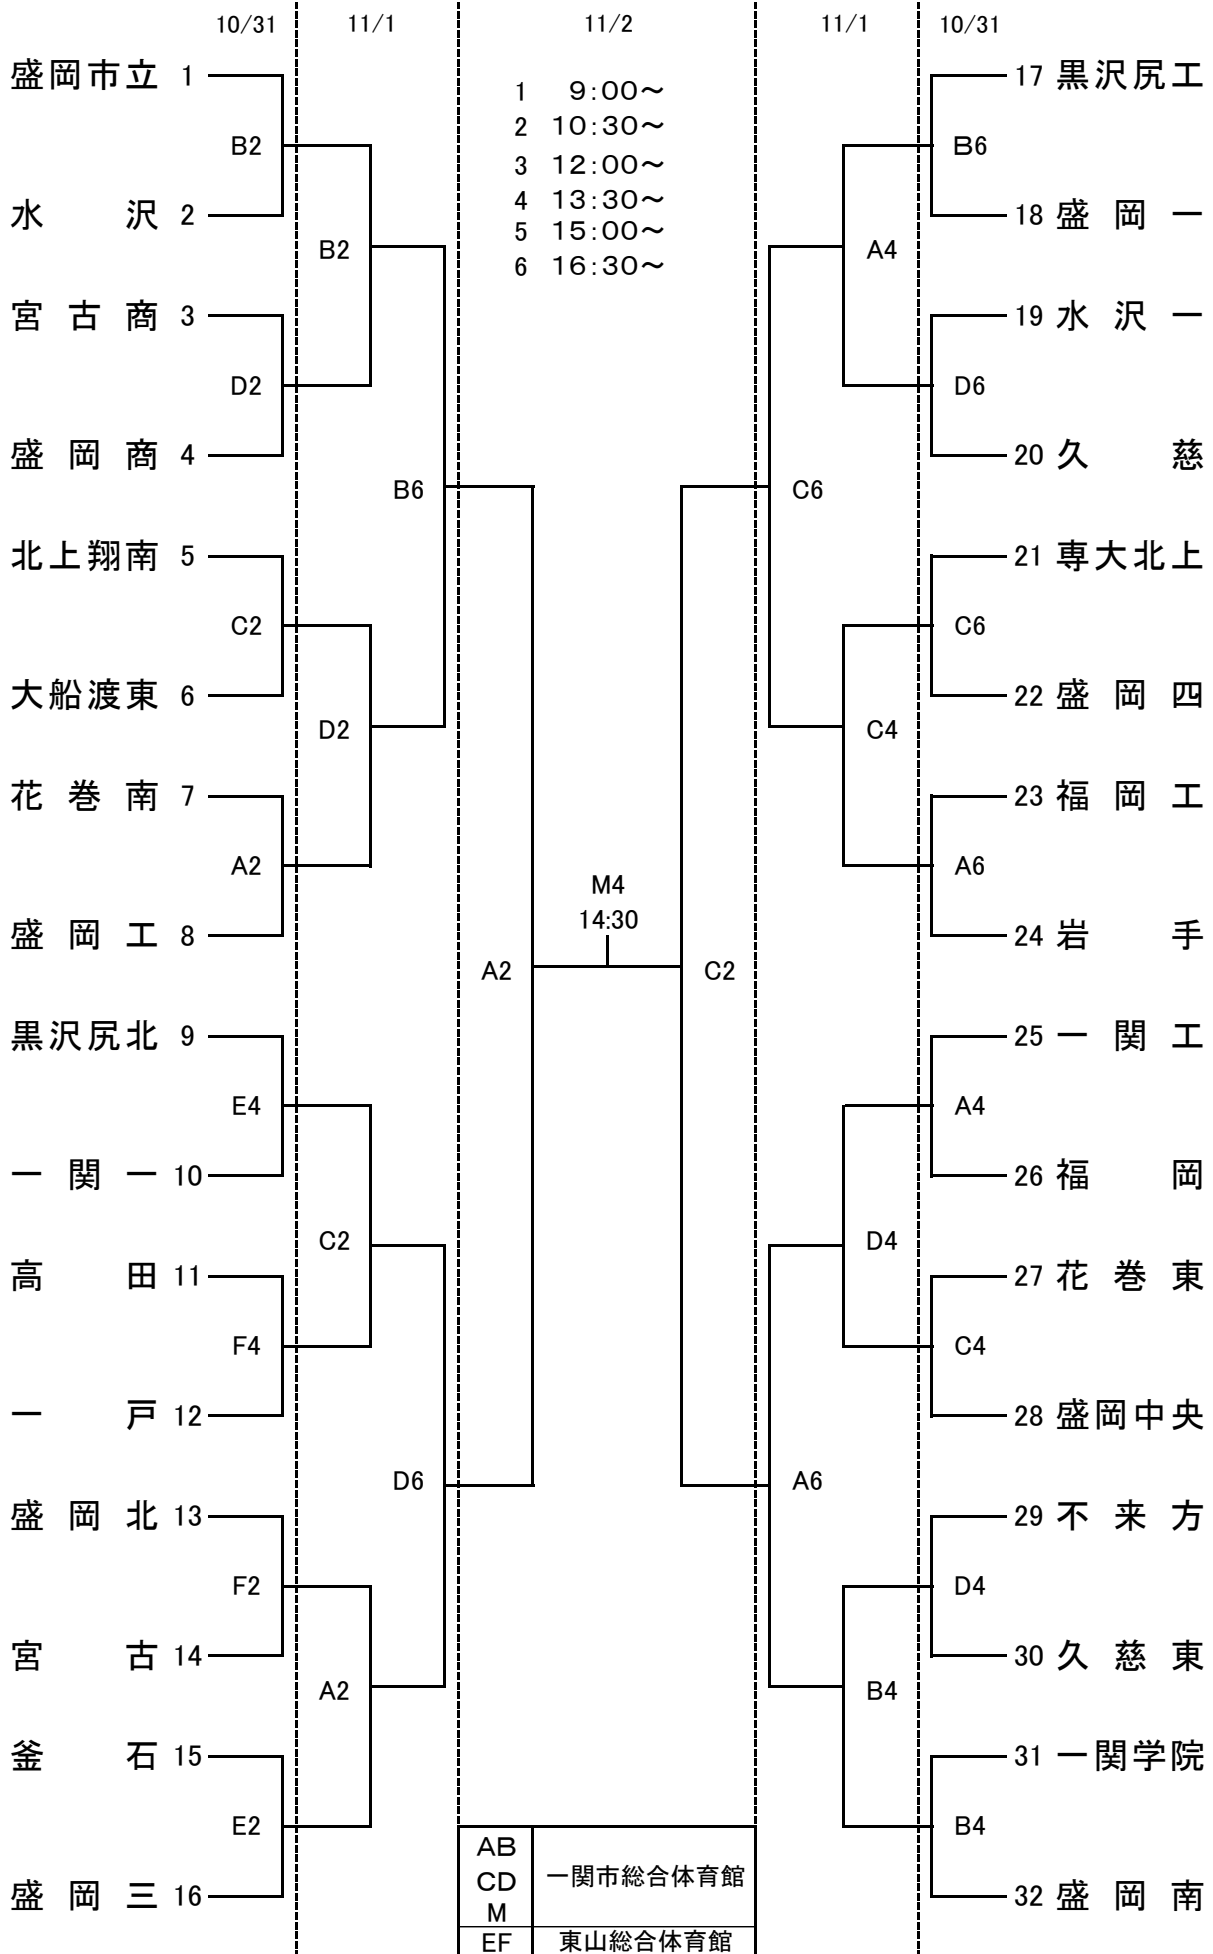 10/31 11/1 11/2 11/1 10/31
1 9:00～
2 10:30～
3 12:00～
4 13:30～
5 15:00～
6 16:30～
盛岡市立 1
B2
水沢 2
B2
宮古商 3
D2
盛岡商 4
B6
北上翔南 5
C2
大船渡東 6
D2
花巻南 7
A2
盛岡工 8
A2
黒沢尻北 9
E4
一関一 10
C2
高田 11
F4
一戸 12
D6
盛岡北 13
F2
宮古 14
A2
釜石 15
E2
盛岡三 16
M4
14:30
17 黒沢尻工
B6
18 盛岡一
A4
19 水沢一
D6
20 久慈
C6
21 専大北上
C6
22 盛岡四
C4
23 福岡工
A6
24 岩手
C2
25 一関工
A4
26 福岡
D4
27 花巻東
C4
28 盛岡中央
A6
29 不来方
D4
30 久慈東
B4
31 一関学院
B4
32 盛岡南
AB
CD 一関市総合体育館
M
EF 東山総合体育館